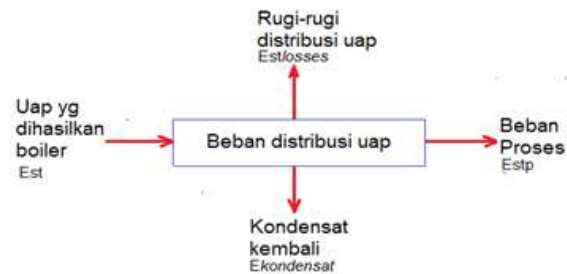 Rugi-rugi
distribusi uap
Estlosses
Uap yg
dihasilkan
boiler
Est
Beban distribusi uap
Beban
Proses
Estp
Kondensat
kembali
Ekondensat